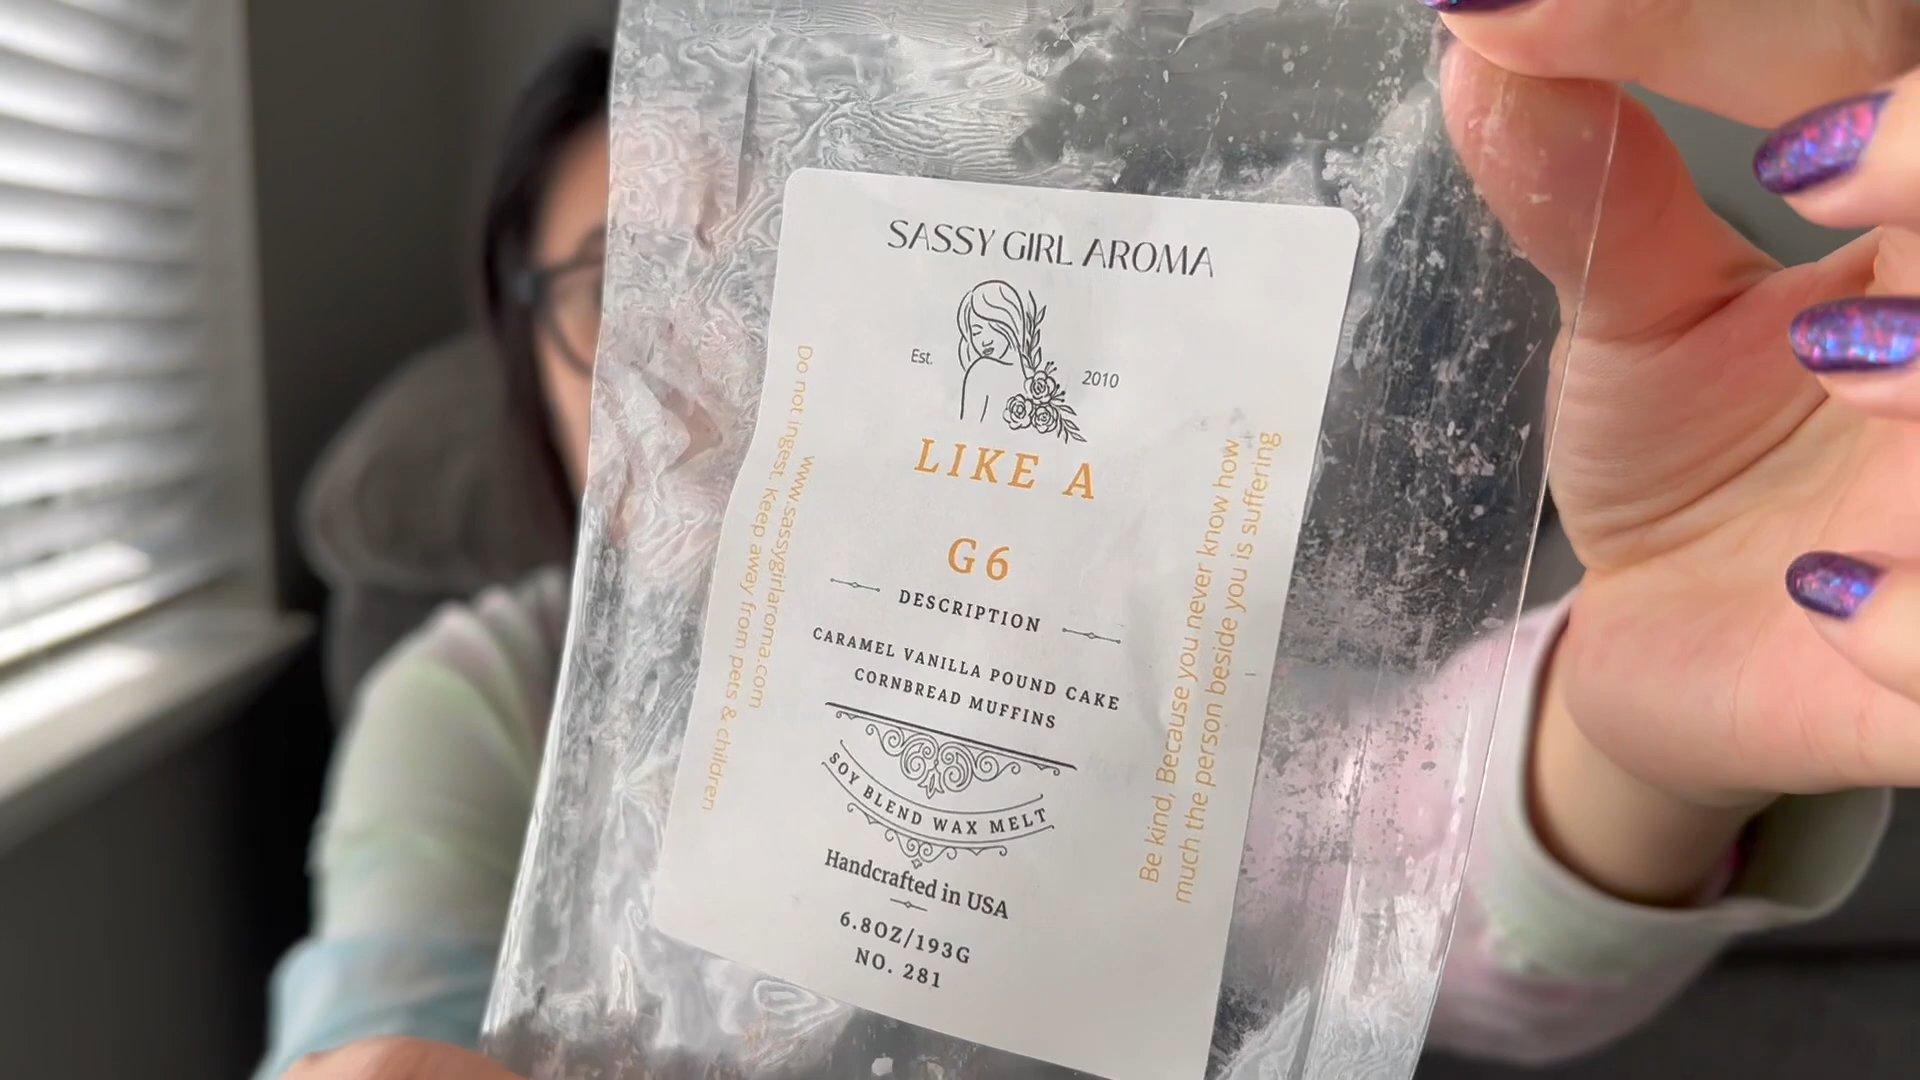 SASSY GIRL AROMA
Est. 2010
LIKE A
G6
DESCRIPTION
CARAMEL VANILLA POUND CAKE
CORNBREAD MUFFINS
SOY BLEND WAX MELT
Handcrafted in USA
6.8OZ/193G
NO. 281
www.sassygirlaroma.com
Do not ingest. Keep away from pets & children
Be kind, Because you never know how
much the person beside you is suffering